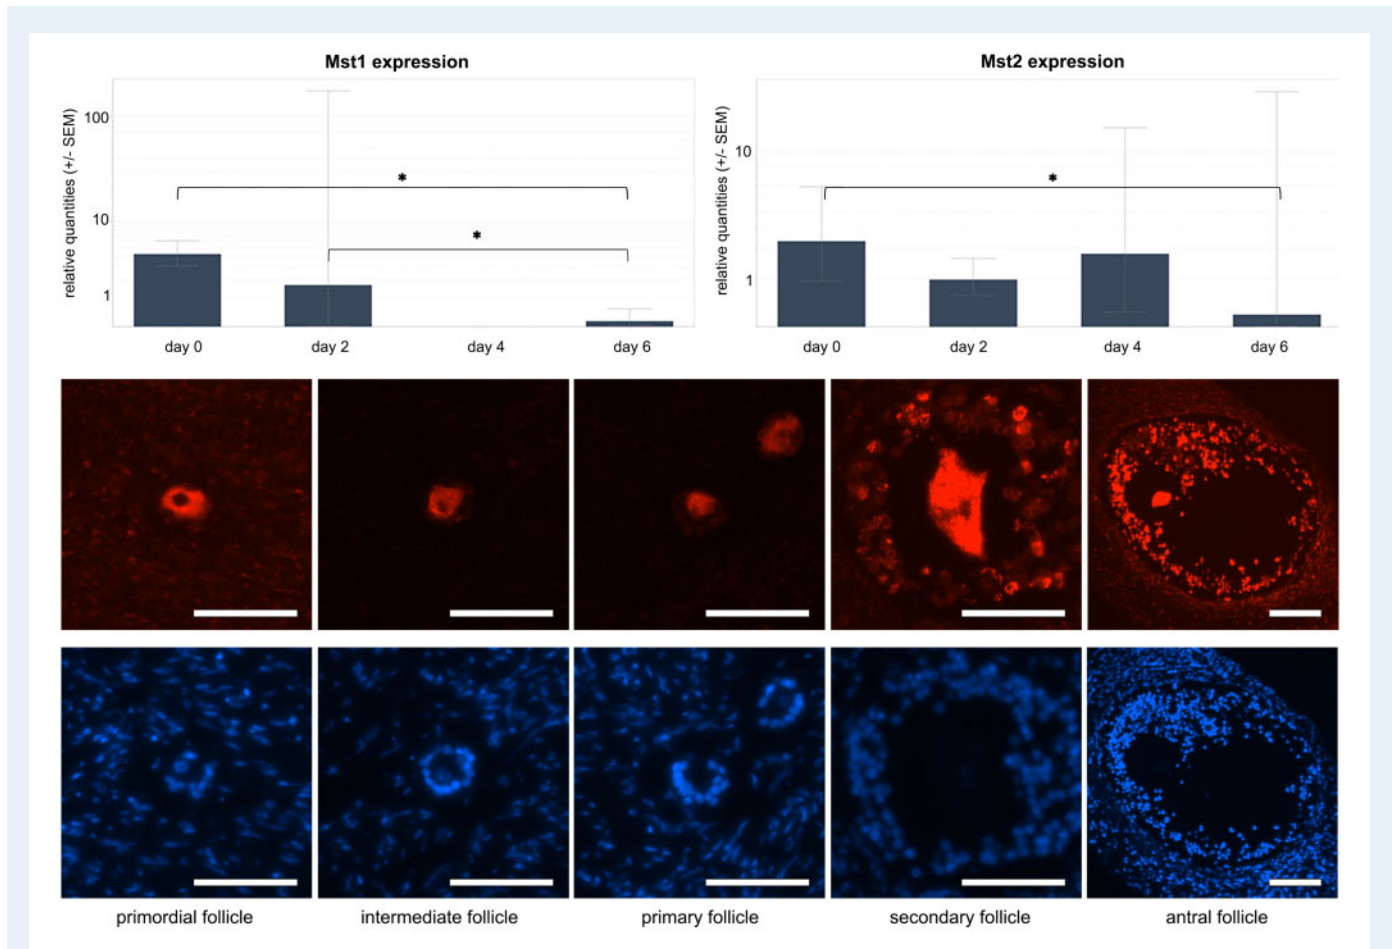 Mst1 expression
relative quantities (+/- SEM)
100
10
1
*
*
day 0 day 2 day 4 day 6
Mst2 expression
relative quantities (+/- SEM)
10
1
*
day 0 day 2 day 4 day 6
primordial follicle
intermediate follicle
primary follicle
secondary follicle
antral follicle